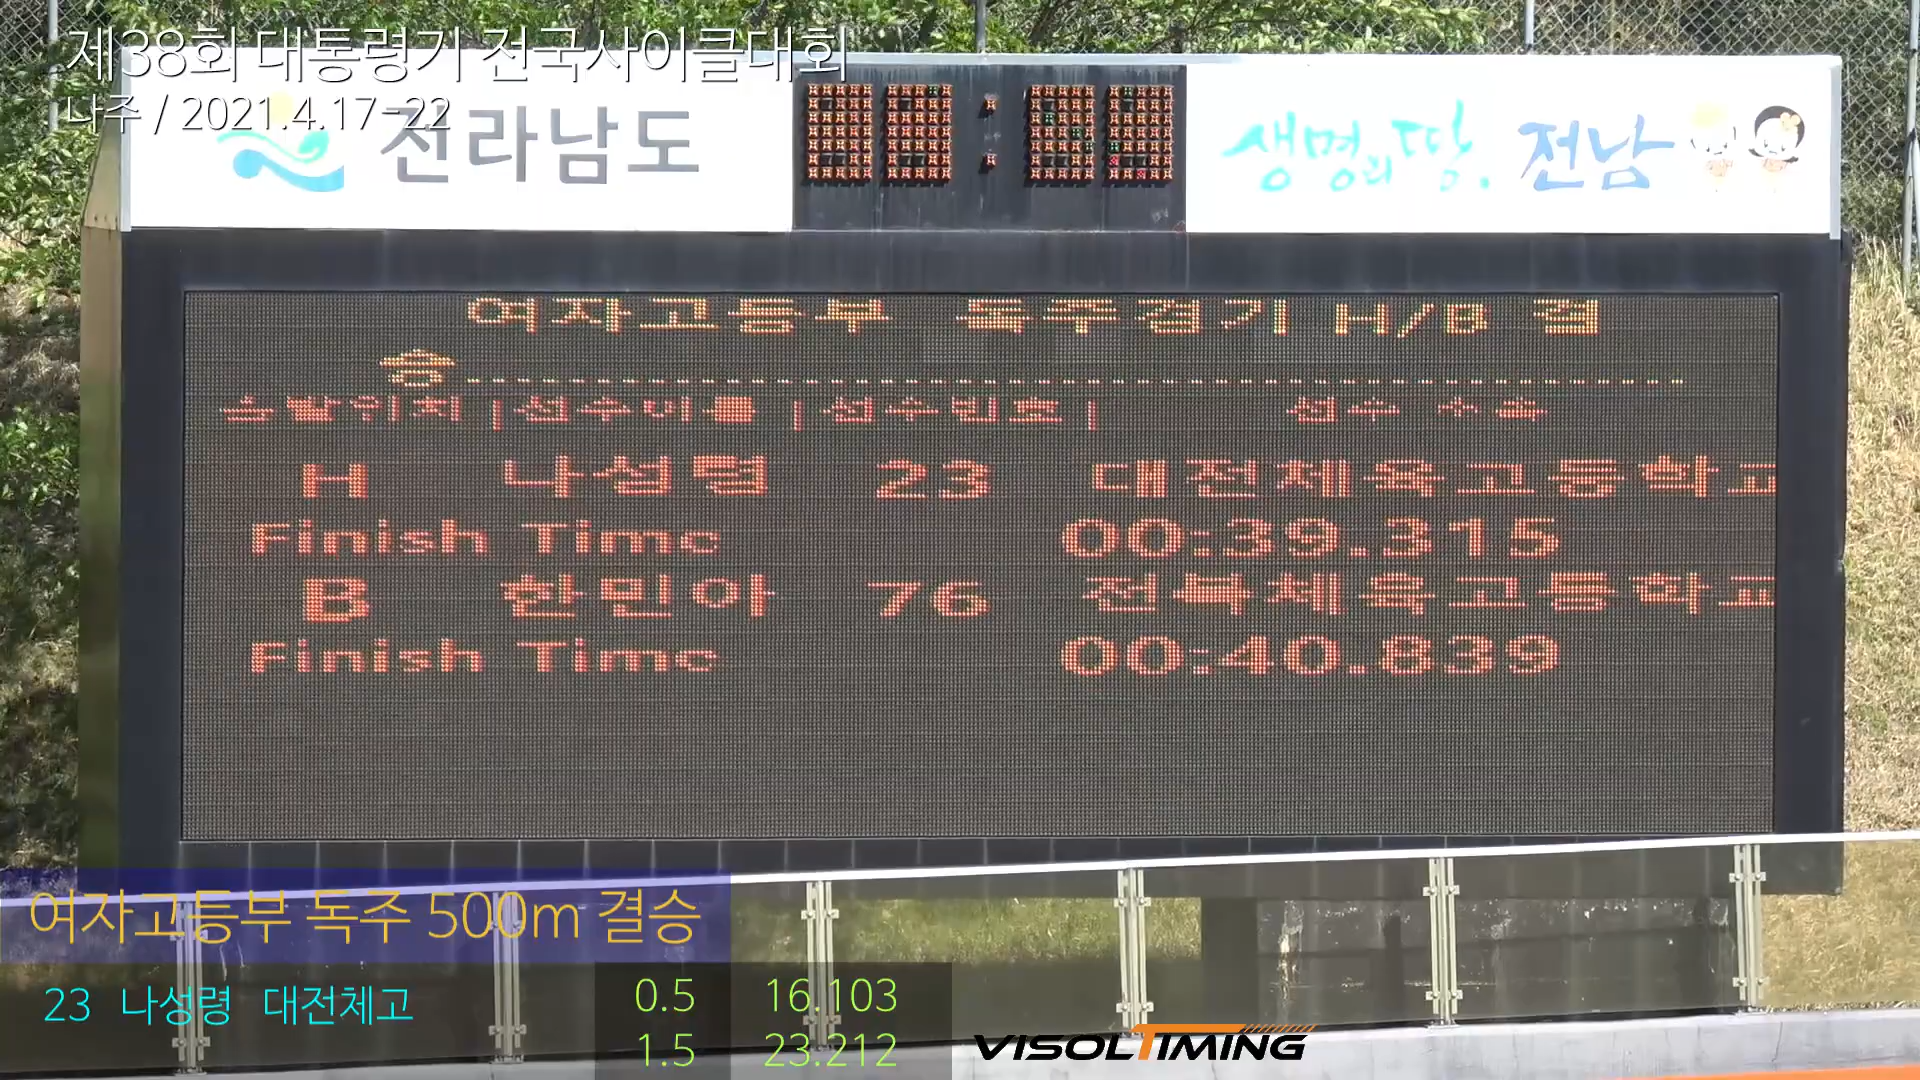 제38회 대통령기 전국사이클대회
나주 / 2021.4.17-22
전라남도
생명의 땅, 전남
여자고등부 독주경기 H/B 결
승
출발위치 | 선수이름 | 선수번호 | 선수 소속
H 나성령 23 대전체육고등학교
Finish Time 00:39.315
B 한민아 76 전북체육고등학교
Finish Time 00:40.839
여자고등부 독주 500m 결승
23 나성령 대전체고
0.5 16.103
1.5 23.212
VISOLTIMING